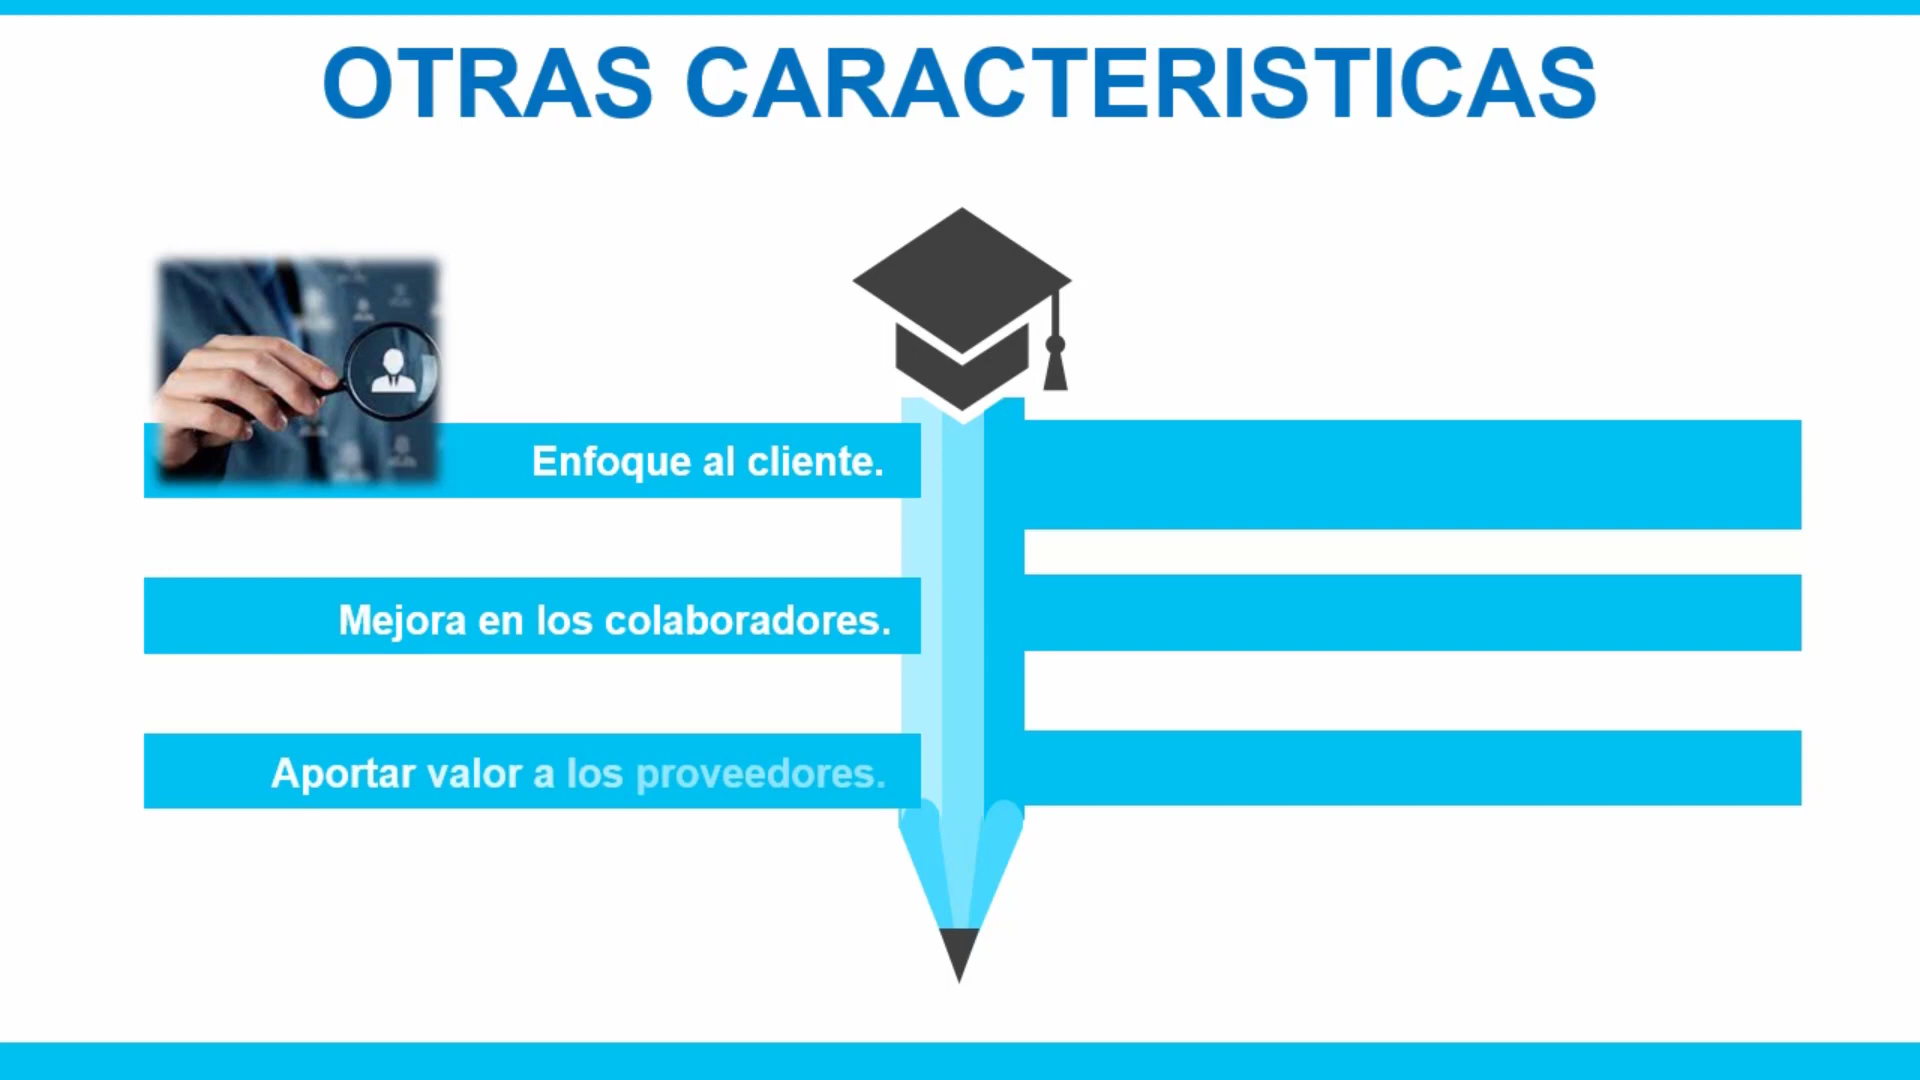 OTRAS CARACTERISTICAS
Enfoque al cliente.
Mejora en los colaboradores.
Aportar valor a los proveedores.